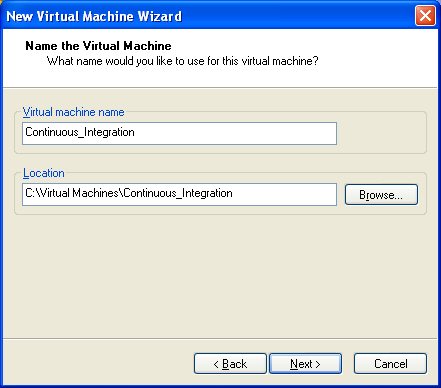 New Virtual Machine Wizard
Name the Virtual Machine
What name would you like to use for this virtual machine?
Virtual machine name
Continuous_Integration
Location
C:\Virtual Machines\Continuous_Integration
Browse...
< Back
Next >
Cancel